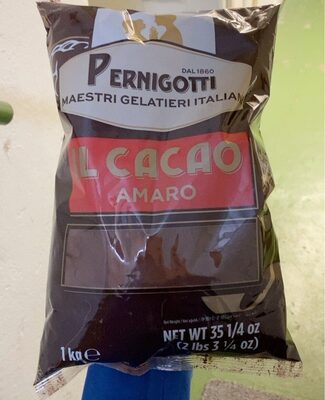 DAL 1860
PERNIGOTTI
MAESTRI GELATIERI ITALIANI
IL CACAO
AMARO
NET WT 35 1/4 oz
(2 lbs 3 1/4 oz)
1 kg e